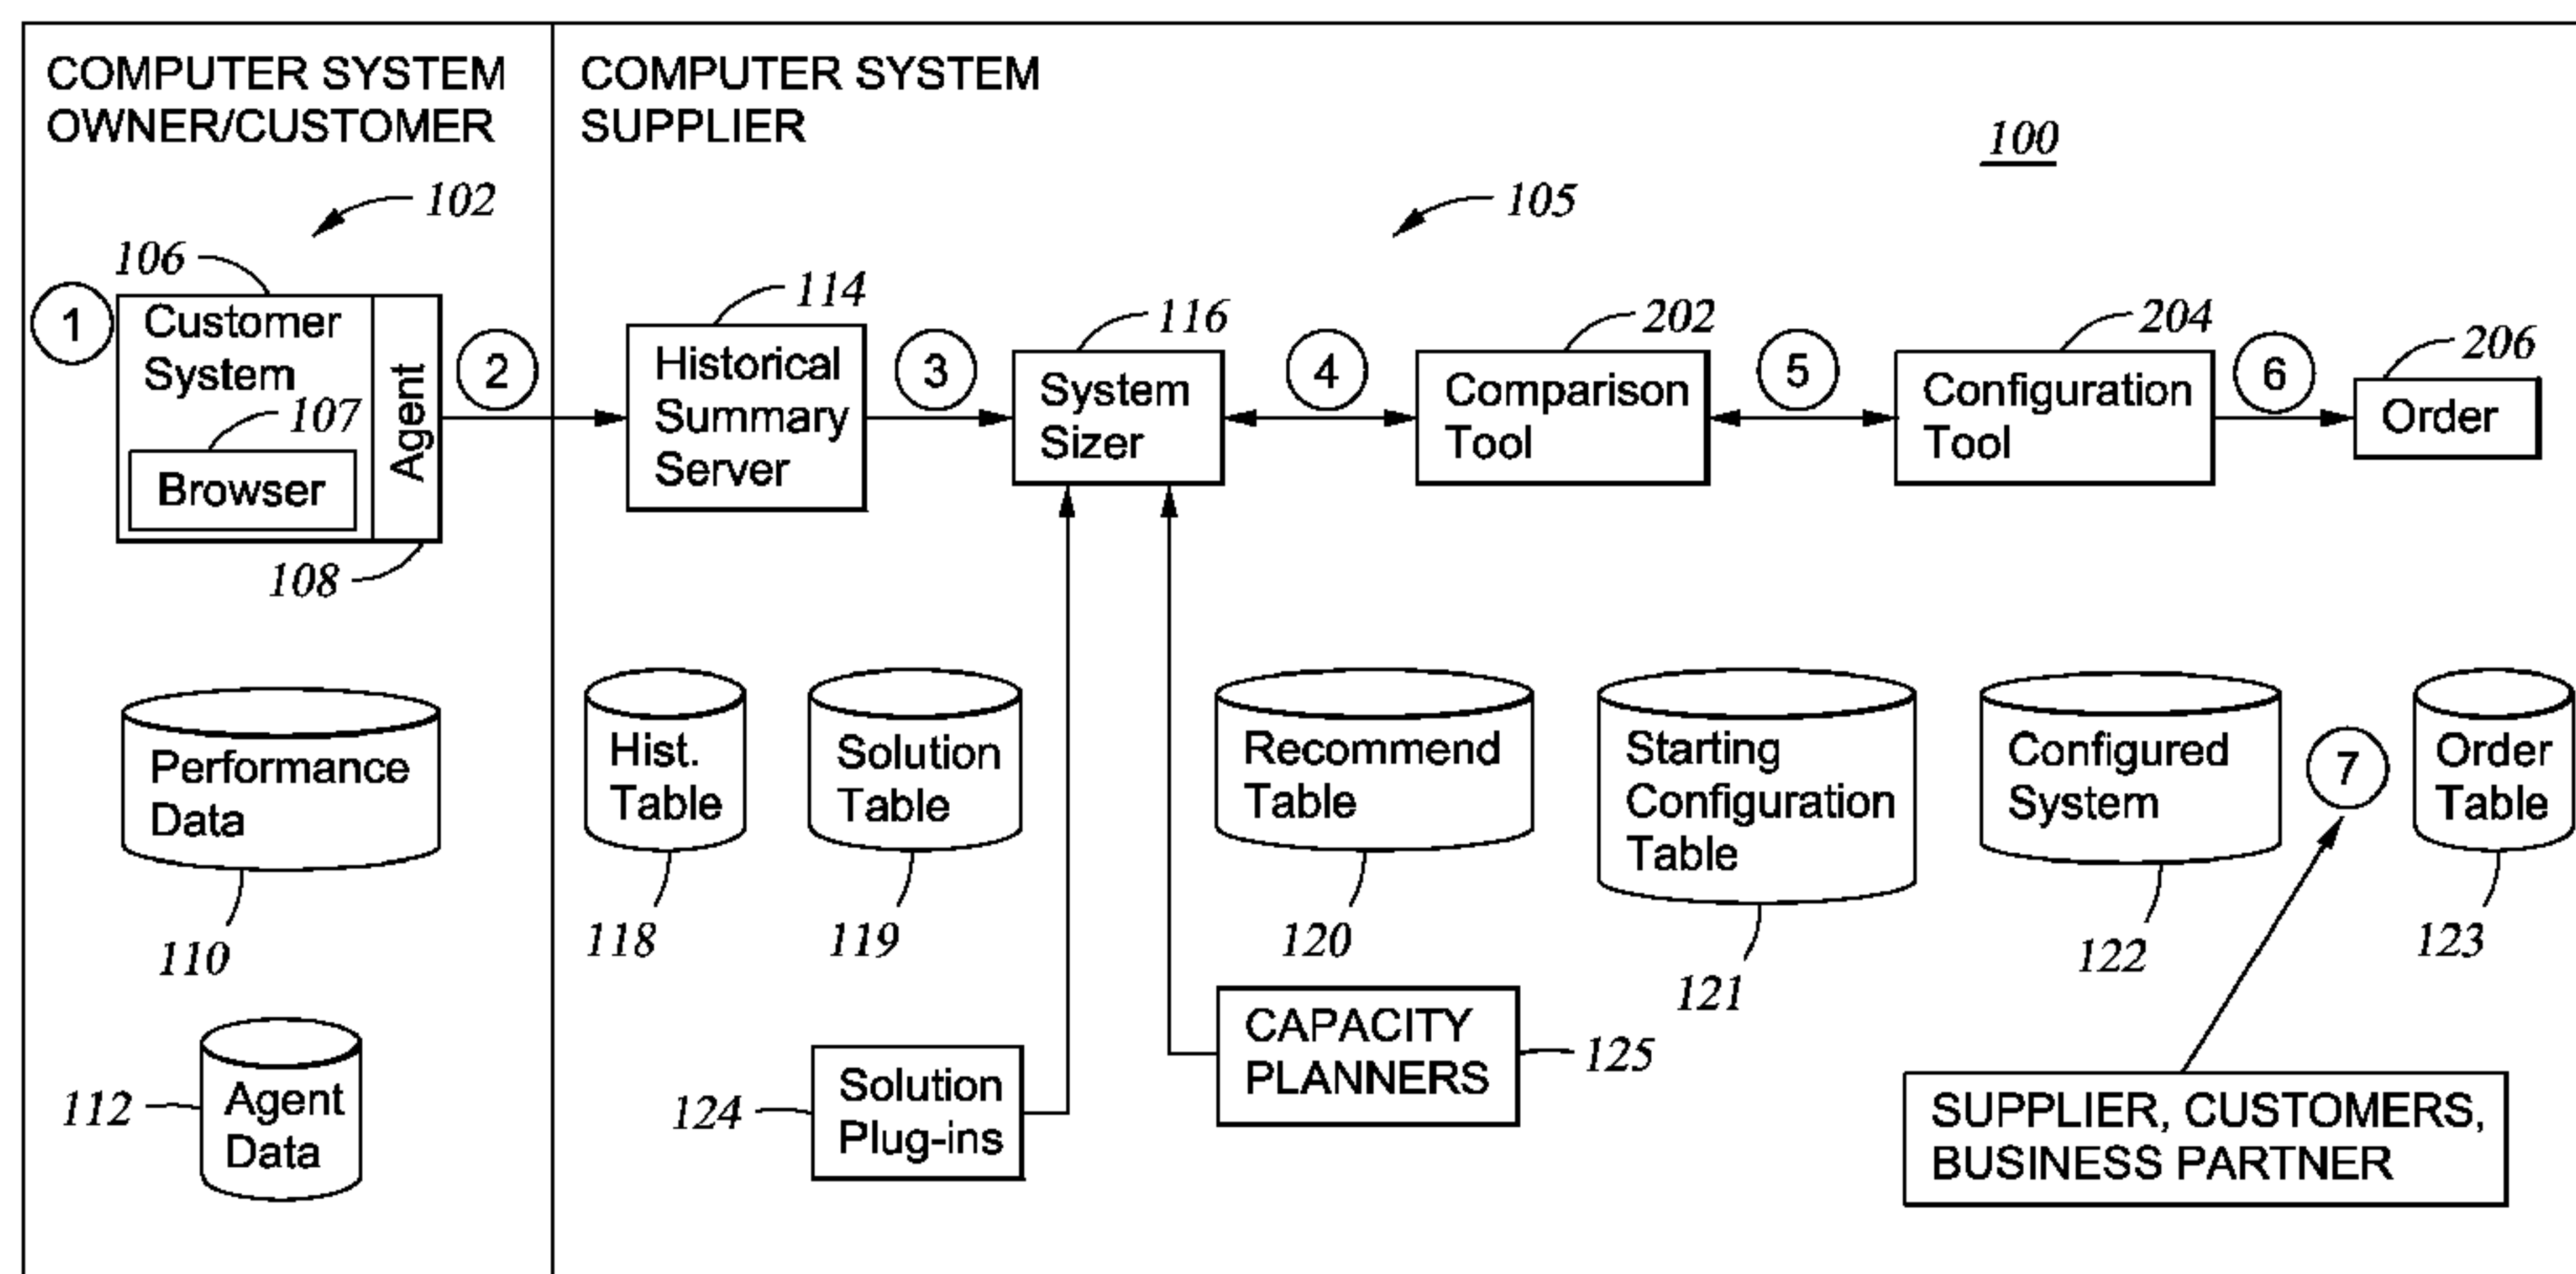 COMPUTER SYSTEM
OWNER/CUSTOMER
COMPUTER SYSTEM
SUPPLIER
100
102
105
106
1
Customer
System
107
Browser
Agent
108
2
114
Historical
Summary
Server
3
116
System
Sizer
4
202
Comparison
Tool
5
204
Configuration
Tool
6
206
Order
Performance
Data
110
Agent
Data
112
Hist.
Table
118
Solution
Table
119
Recommend
Table
120
Starting
Configuration
Table
121
Configured
System
122
7
Order
Table
123
Solution
Plug-ins
124
CAPACITY
PLANNERS
125
SUPPLIER, CUSTOMERS,
BUSINESS PARTNER